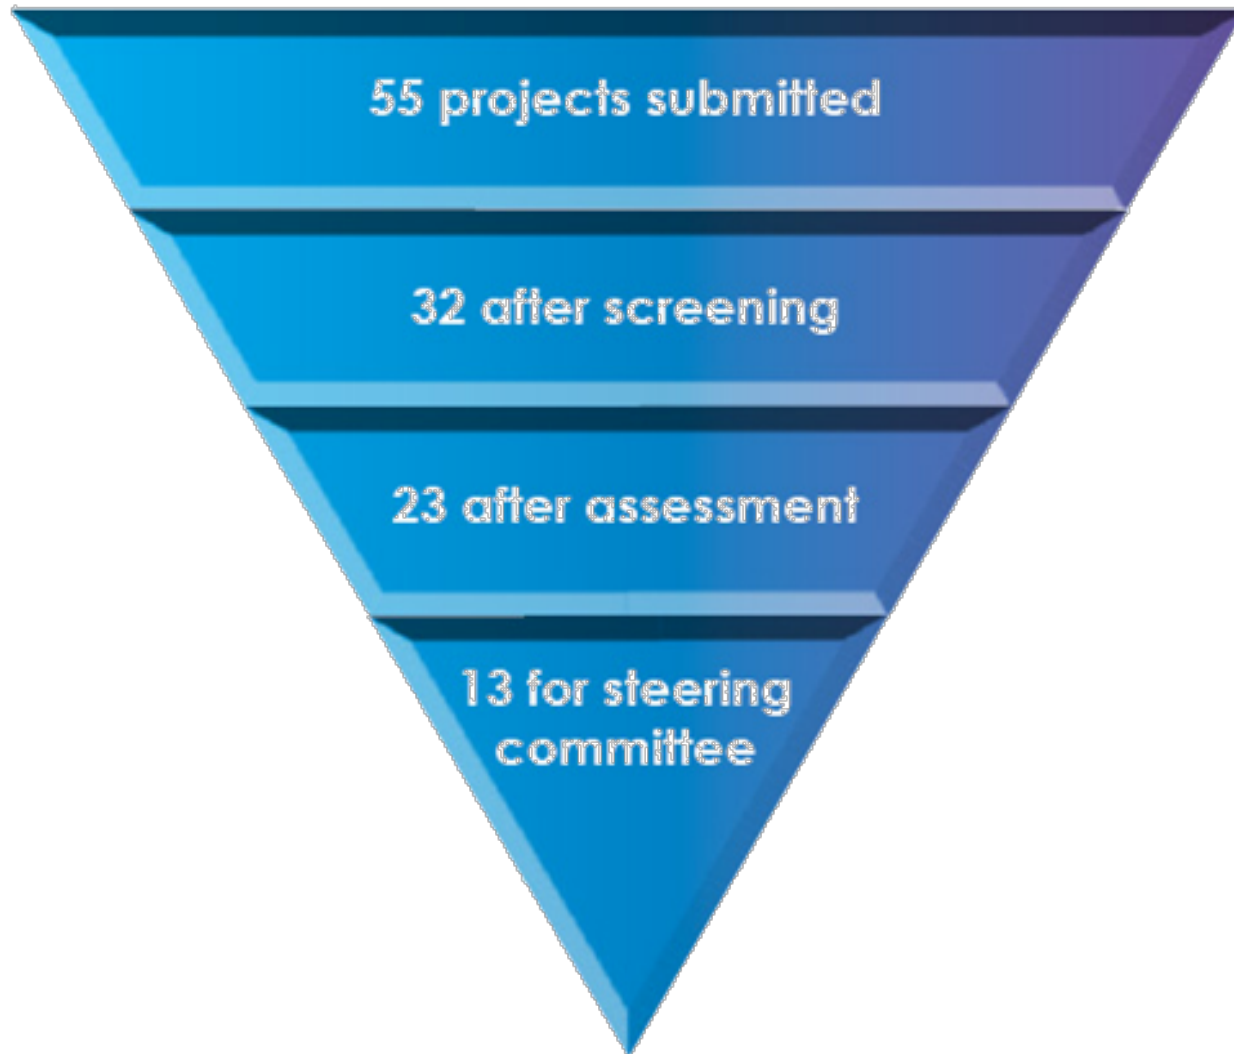 55 projects submitted
32 after screening
23 after assessment
13 for steering
committee